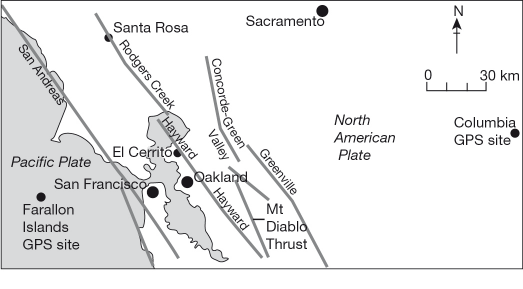 N
Sacramento
Santa Rosa
San Andreas
Rodgers Creek
Concorde-Green
Valley
0 30 km
North
American
Plate
Columbia
GPS site
Hayward
El Cerrito
Greenville
Pacific Plate
San Francisco
Oakland
Hayward
Farallon
Islands
GPS site
Mt
Diablo
Thrust